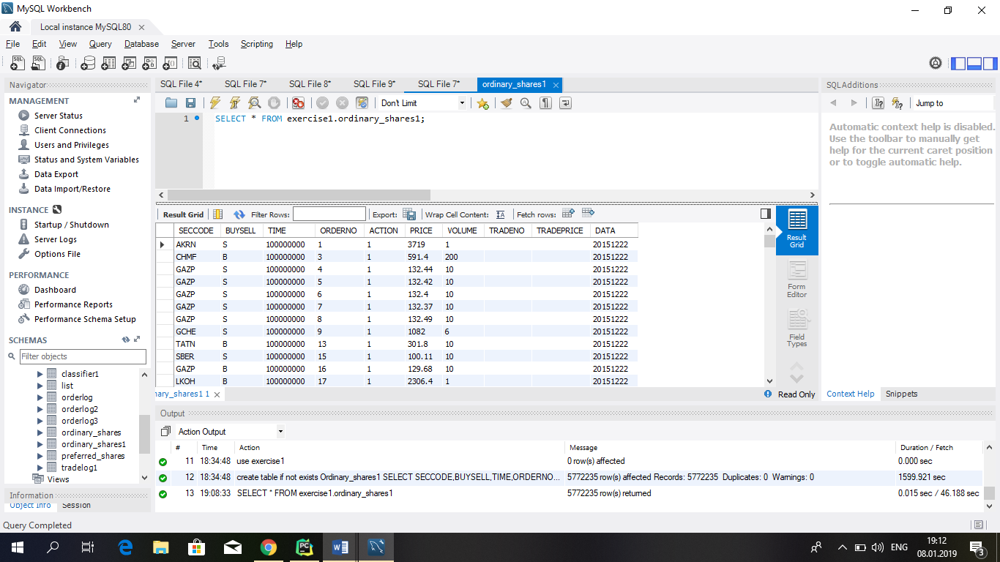 MySQL Workbench
Local instance MySQL80
File Edit View Query Database Server Tools Scripting Help
Navigator
MANAGEMENT
Server Status
Client Connections
Users and Privileges
Status and System Variables
Data Export
Data Import/Restore
INSTANCE
Startup / Shutdown
Server Logs
Options File
PERFORMANCE
Dashboard
Performance Reports
Performance Schema Setup
SCHEMAS
Filter objects
classifier1
list
orderlog
orderlog2
orderlog3
ordinary_shares
ordinary_shares1
preferred_shares
tradelog1
Views
Information
Object Info Session
SQL File 4* SQL File 7* SQL File 8* SQL File 9* SQL File 7* ordinary_shares1
Don't Limit
1 SELECT * FROM exercise1.ordinary_shares1;
Result Grid Filter Rows: Export: Wrap Cell Content: Fetch rows:
SECCODE BUYSELL TIME ORDERNO ACTION PRICE VOLUME TRADENO TRADEPRICE DATA
AKRN S 100000000 1 1 3719 1 20151222
CHMF B 100000000 3 1 591.4 200 20151222
GAZP S 100000000 4 1 132.44 10 20151222
GAZP S 100000000 5 1 132.42 10 20151222
GAZP S 100000000 6 1 132.4 10 20151222
GAZP S 100000000 7 1 132.37 10 20151222
GAZP S 100000000 8 1 132.49 10 20151222
GCHE S 100000000 9 1 1082 6 20151222
TATN B 100000000 13 1 301.8 10 20151222
SBER S 100000000 15 1 100.11 10 20151222
GAZP B 100000000 16 1 129.68 10 20151222
LKOH B 100000000 17 1 2306.4 1 20151222
Result Grid
Form Editor
Field Types
nary_shares1 1
Read Only
SQLAdditions
Jump to
Automatic context help is disabled.
Use the toolbar to manually get
help for the current caret position
or to toggle automatic help.
Context Help Snippets
Output
Action Output
# Time Action Message Duration / Fetch
11 18:34:48 use exercise1 0 row(s) affected 0.000 sec
12 18:34:48 create table if not exists Ordinary_shares1 SELECT SECCODE,BUYSELL,TIME,ORDERNO... 5772235 row(s) affected Records: 5772235 Duplicates: 0 Warnings: 0 1599.921 sec
13 19:08:33 SELECT * FROM exercise1.ordinary_shares1 5772235 row(s) returned 0.015 sec / 46.188 sec
Query Completed
ENG
19:12
08.01.2019
3